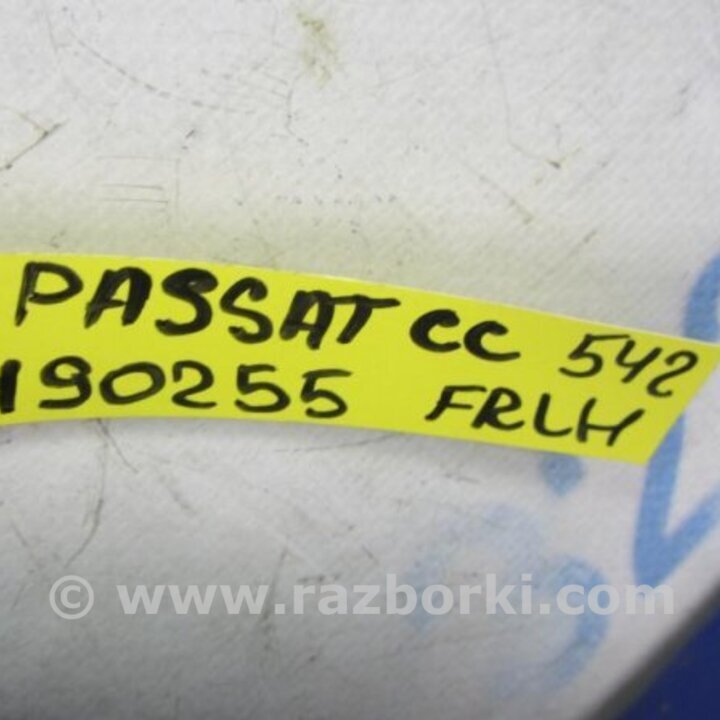 PASSAT CC 542
190255 FRLH
© www.razborki.com